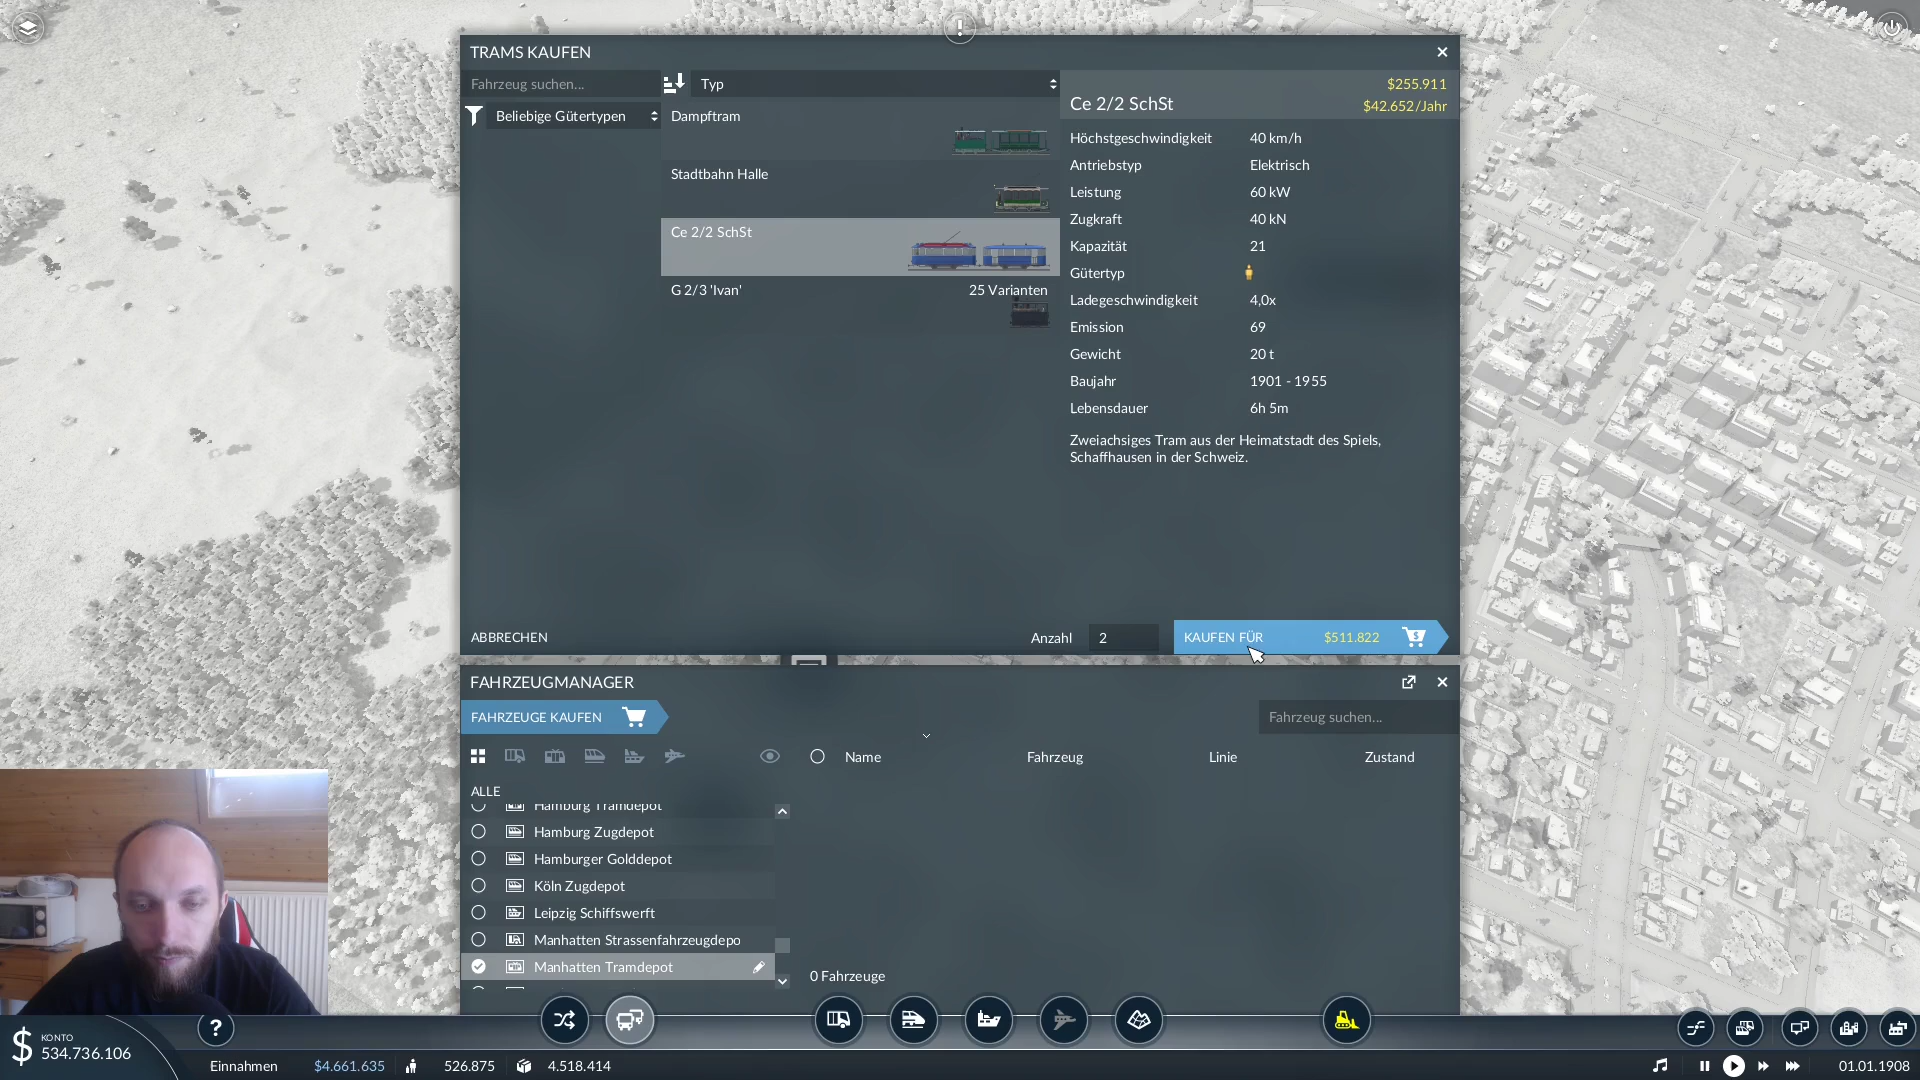 TRAMS KAUFEN
Fahrzeug suchen...
Typ
Beliebige Gütertypen
Dampftram
Stadtbahn Halle
Ce 2/2 SchSt
G 2/3 'Ivan'
25 Varianten
$255.911
Ce 2/2 SchSt
$42.652/Jahr
Höchstgeschwindigkeit 40 km/h
Antriebstyp Elektrisch
Leistung 60 kW
Zugkraft 40 kN
Kapazität 21
Gütertyp
Ladegeschwindigkeit 4,0x
Emission 69
Gewicht 20 t
Baujahr 1901 - 1955
Lebensdauer 6h 5m
Zweiachsiges Tram aus der Heimatstadt des Spiels,
Schaffhausen in der Schweiz.
ABBRECHEN
Anzahl 2
KAUFEN FÜR $511.822
FAHRZEUGMANAGER
FAHRZEUGE KAUFEN
Fahrzeug suchen...
Name Fahrzeug Linie Zustand
ALLE
Hamburg Tramdepot
Hamburg Zugdepot
Hamburger Golddepot
Köln Zugdepot
Leipzig Schiffswerft
Manhatten Strassenfahrzeugdepo
Manhatten Tramdepot
0 Fahrzeuge
?
$ KONTO
534.736.106
Einnahmen $4.661.635 526.875 4.518.414
01.01.1908